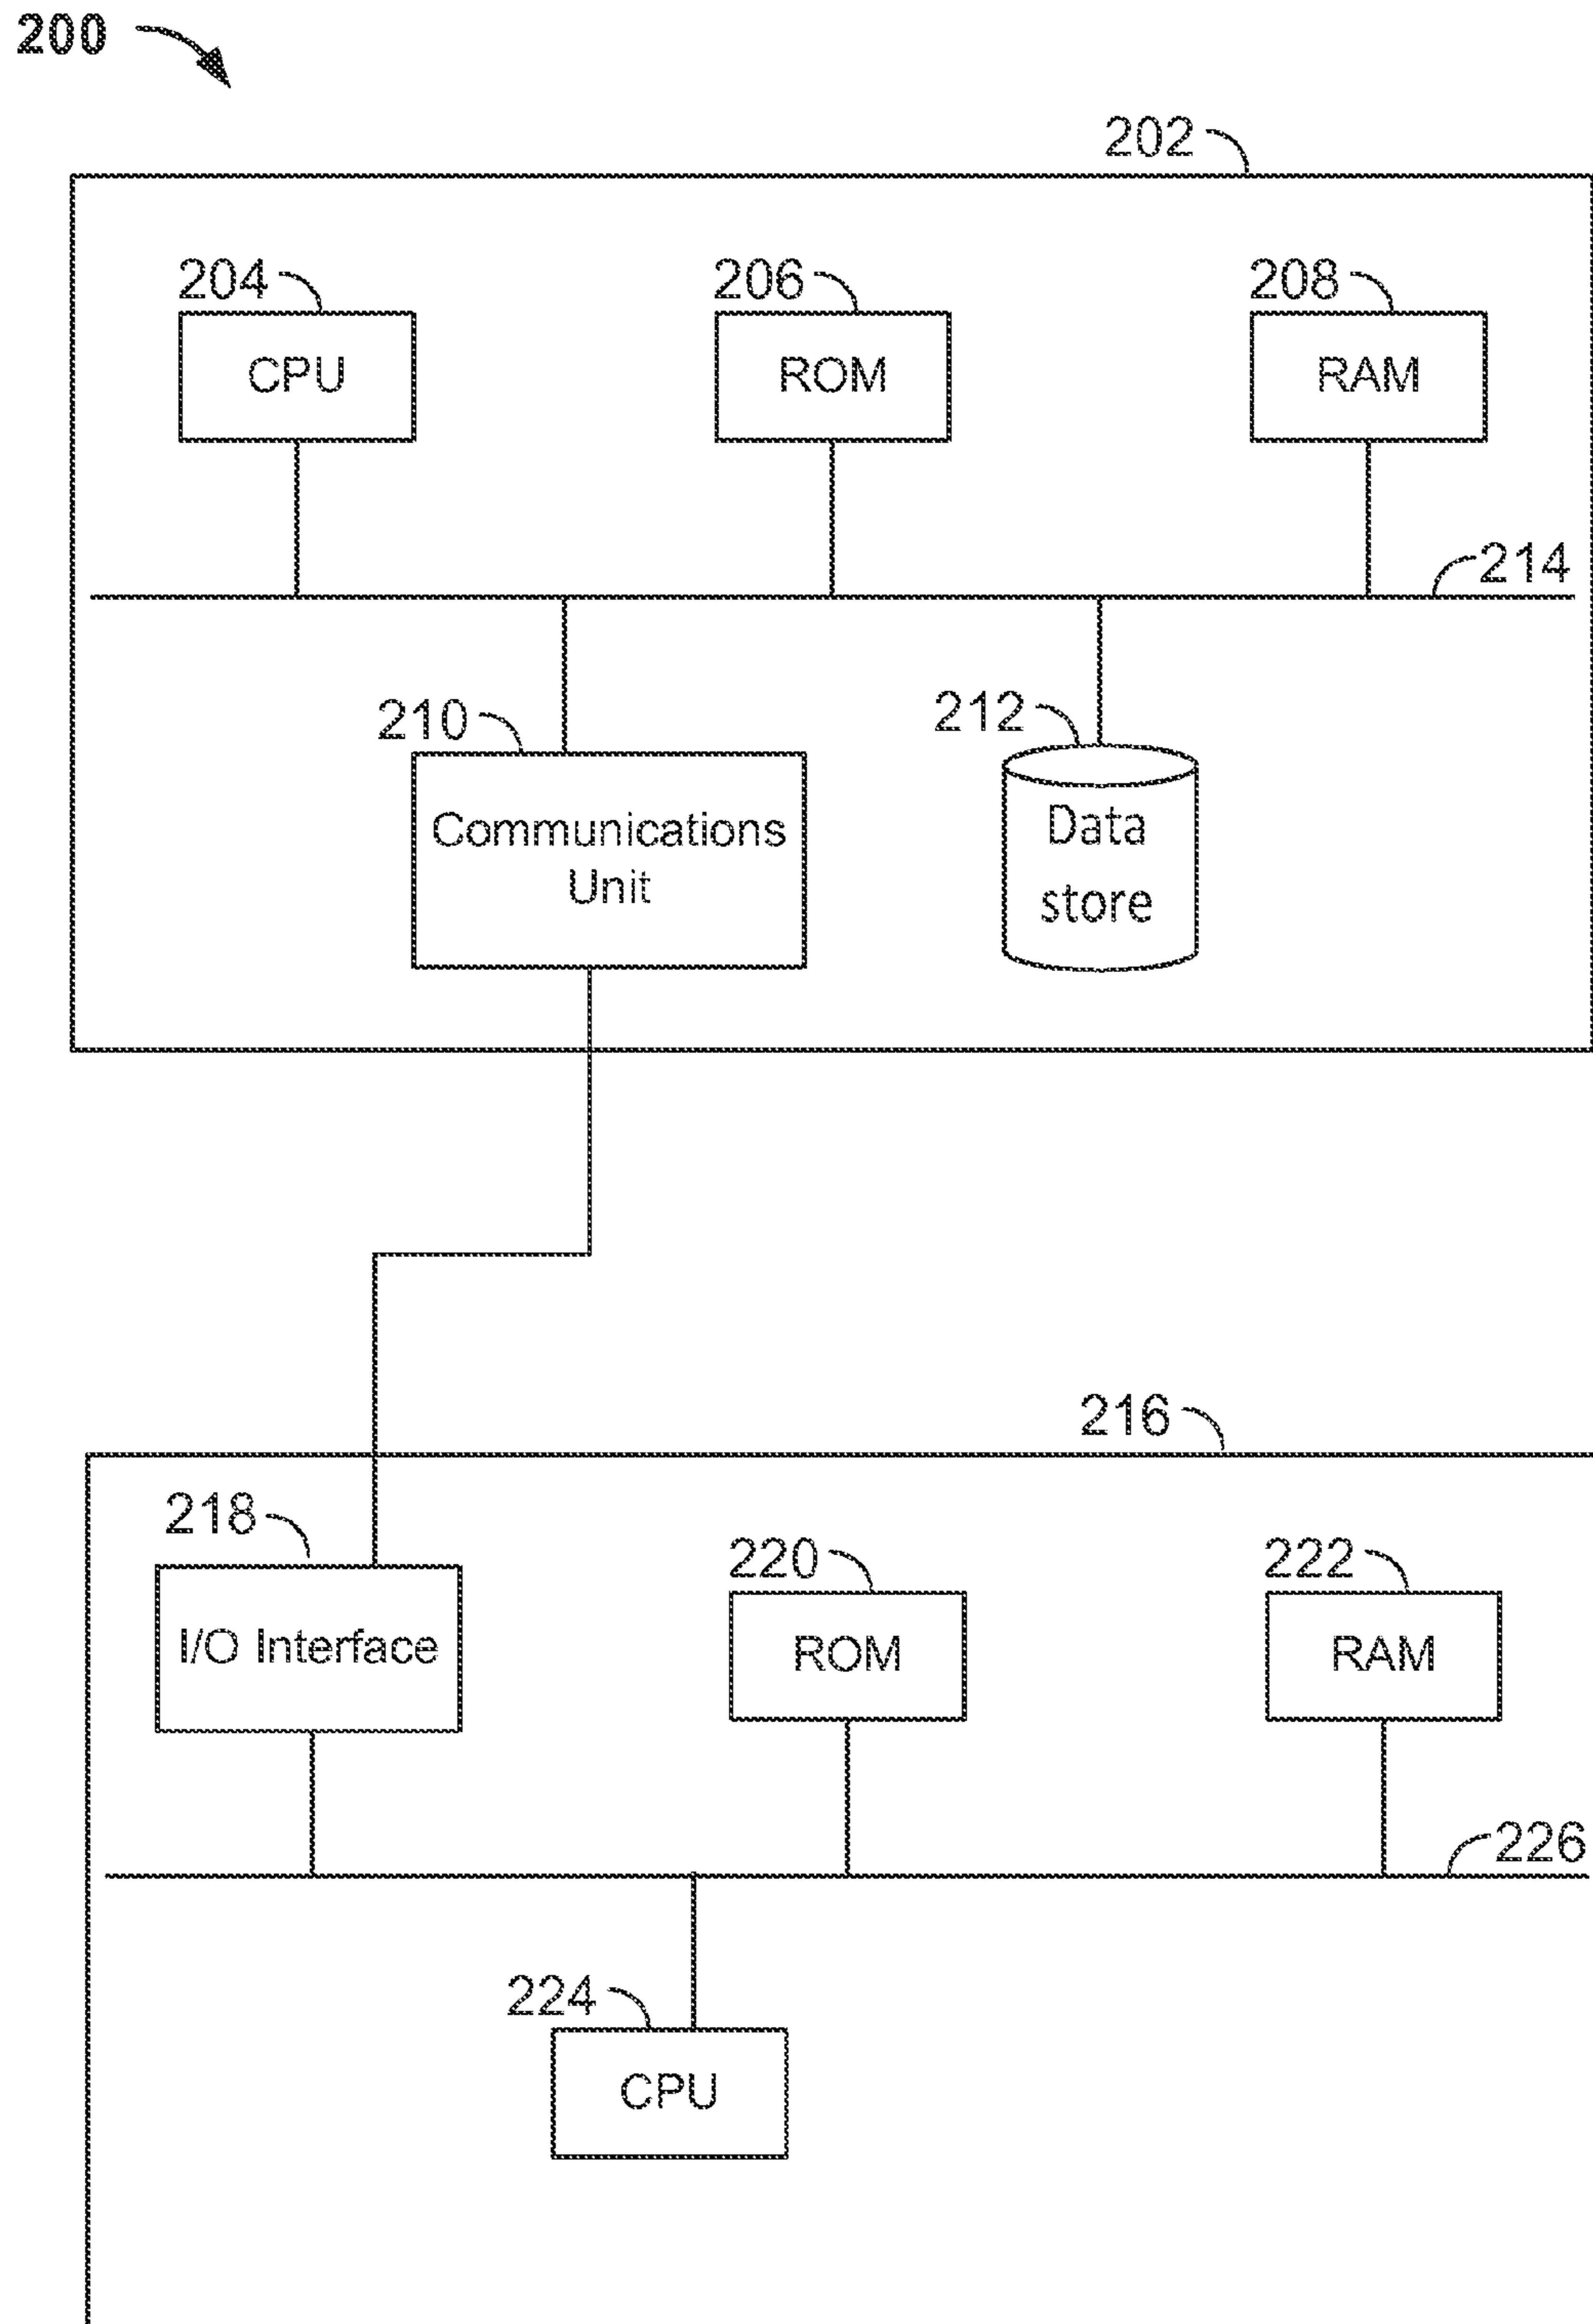 200
202
204
206
208
CPU
ROM
RAM
214
210
212
Communications
Unit
Data
store
216
218
220
222
I/O Interface
ROM
RAM
226
224
CPU